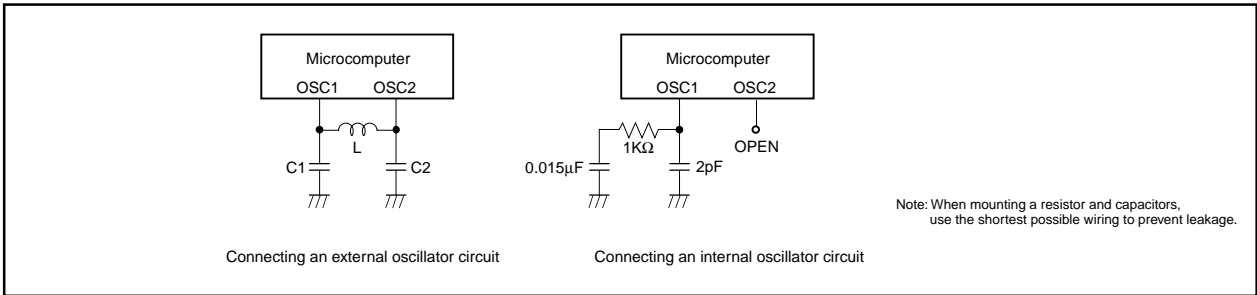 Microcomputer
OSC1 OSC2
L
C1
C2
Connecting an external oscillator circuit
Microcomputer
OSC1 OSC2
1KΩ
OPEN
0.015μF
2pF
Connecting an internal oscillator circuit
Note: When mounting a resistor and capacitors,
use the shortest possible wiring to prevent leakage.